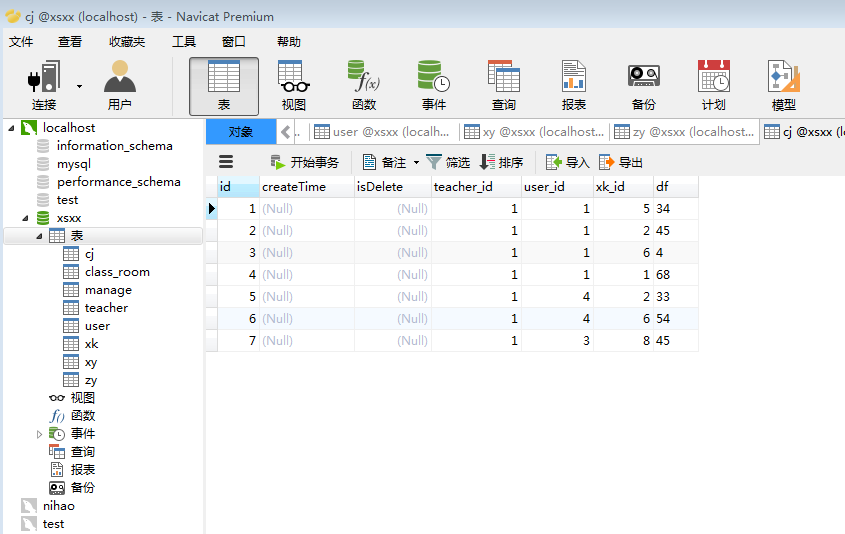 cj @xsxx (localhost) - 表 - Navicat Premium
文件 查看 收藏夹 工具 窗口 帮助
连接 用户 表 视图 函数 事件 查询 报表 备份 计划 模型
对象 .. user @xsxx (localh... xy @xsxx (localhost... zy @xsxx (localhost... cj @xsxx (localho
开始事务 备注 筛选 排序 导入 导出
localhost
information_schema
mysql
performance_schema
test
xsxx
表
cj
class_room
manage
teacher
user
xk
xy
zy
视图
函数
事件
查询
报表
备份
nihao
test
id createTime isDelete teacher_id user_id xk_id df
1 (Null) (Null) 1 1 5 34
2 (Null) (Null) 1 1 2 45
3 (Null) (Null) 1 1 6 4
4 (Null) (Null) 1 1 1 68
5 (Null) (Null) 1 4 2 33
6 (Null) (Null) 1 4 6 54
7 (Null) (Null) 1 3 8 45